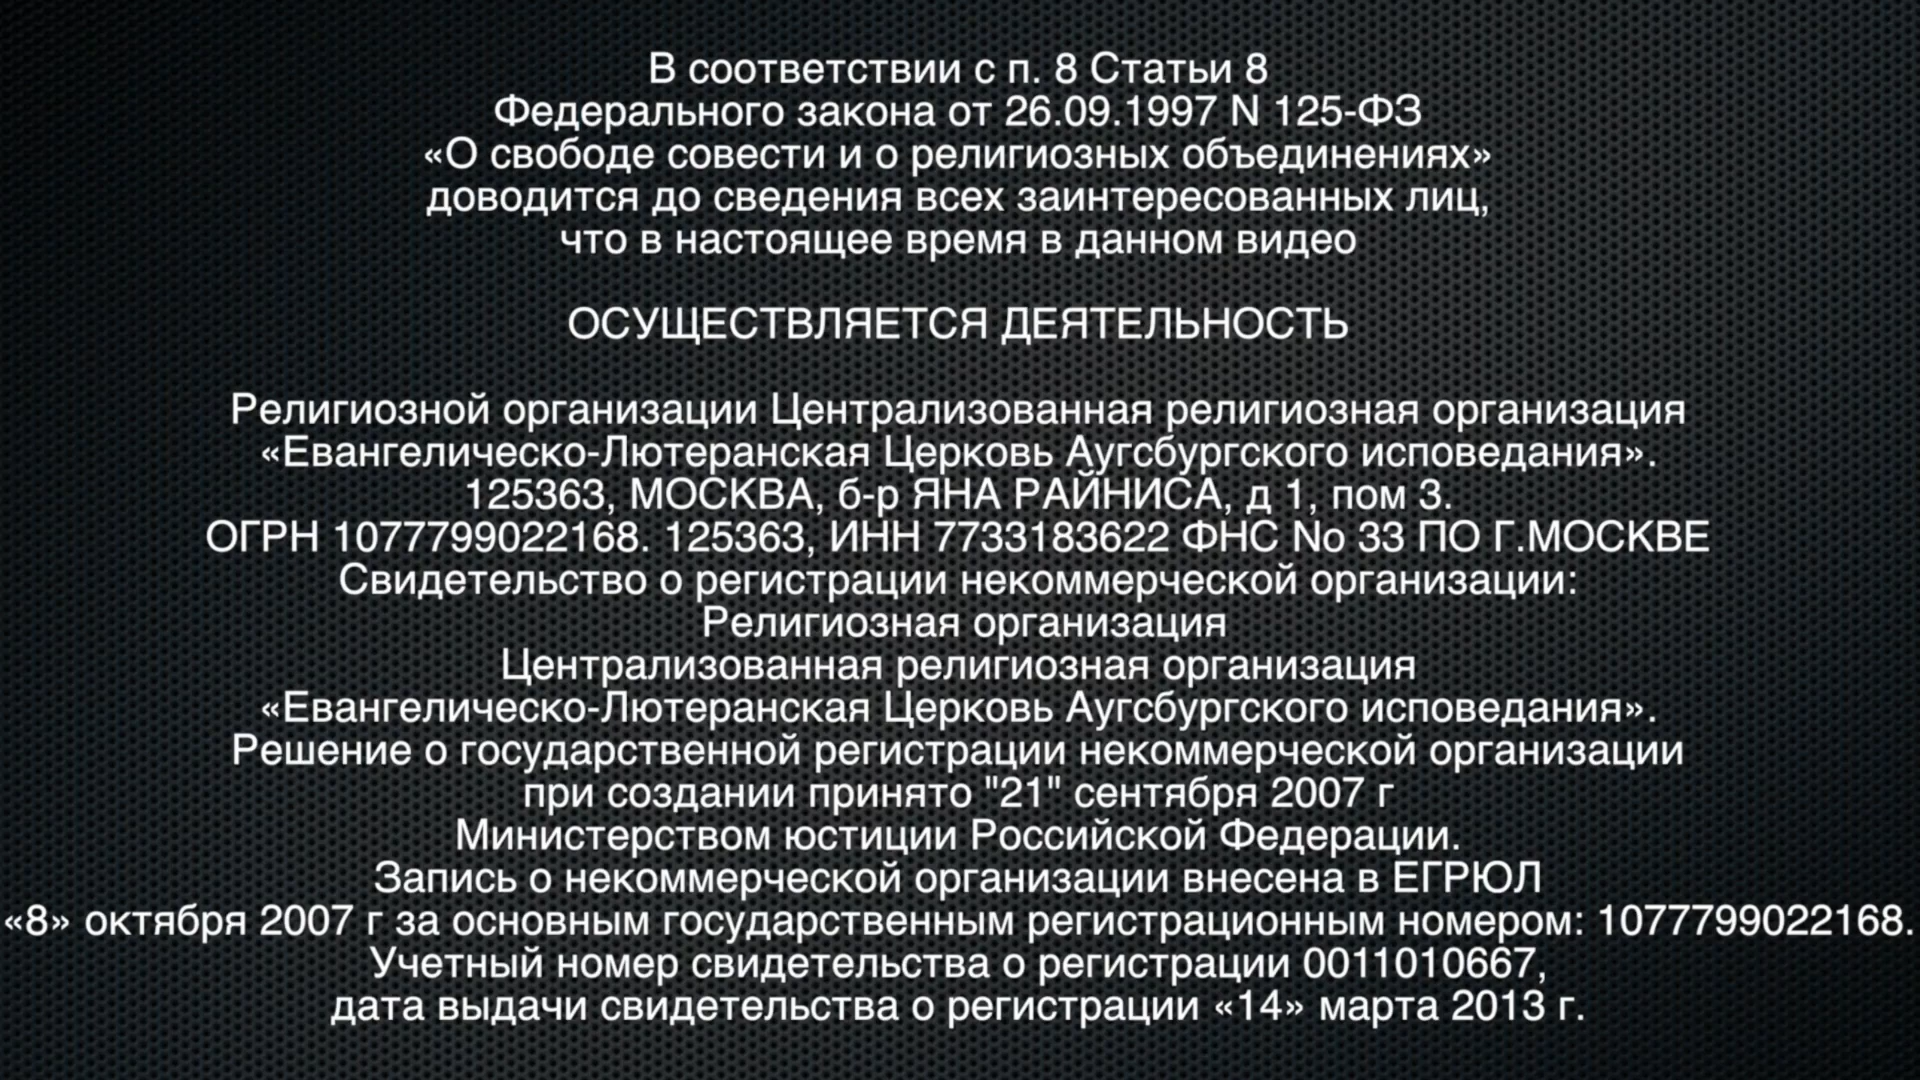 В соответствии с п. 8 Статьи 8
Федерального закона от 26.09.1997 N 125-ФЗ
«О свободе совести и о религиозных объединениях»
доводится до сведения всех заинтересованных лиц,
что в настоящее время в данном видео
ОСУЩЕСТВЛЯЕТСЯ ДЕЯТЕЛЬНОСТЬ
Религиозной организации Централизованная религиозная организация
«Евангелическо-Лютеранская Церковь Аугсбургского исповедания».
125363, МОСКВА, б-р ЯНА РАЙНИСА, д 1, пом 3.
ОГРН 1077799022168. 125363, ИНН 7733183622 ФНС No 33 ПО Г.МОСКВЕ
Свидетельство о регистрации некоммерческой организации:
Религиозная организация
Централизованная религиозная организация
«Евангелическо-Лютеранская Церковь Аугсбургского исповедания».
Решение о государственной регистрации некоммерческой организации
при создании принято "21" сентября 2007 г
Министерством юстиции Российской Федерации.
Запись о некоммерческой организации внесена в ЕГРЮЛ
«8» октября 2007 г за основным государственным регистрационным номером: 1077799022168.
Учетный номер свидетельства о регистрации 0011010667,
дата выдачи свидетельства о регистрации «14» марта 2013 г.